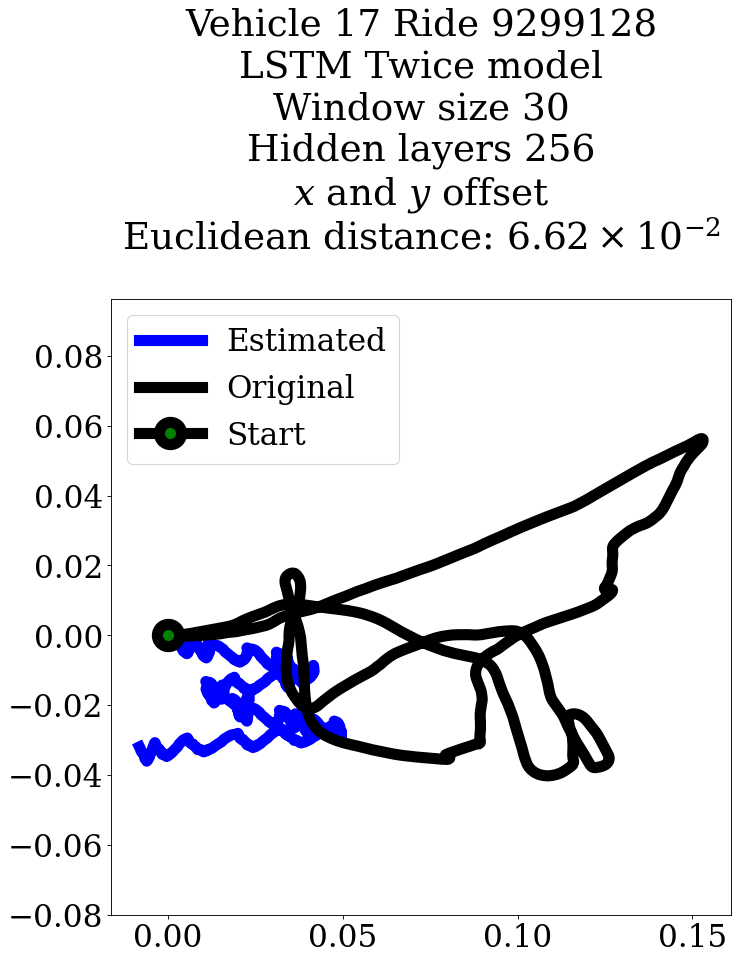 Vehicle 17 Ride 9299128
LSTM Twice model
Window size 30
Hidden layers 256
x and y offset
Euclidean distance: 6.62 × 10⁻²
Estimated
Original
Start
0.08
0.06
0.04
0.02
0.00
−0.02
−0.04
−0.06
−0.08
0.00 0.05 0.10 0.15